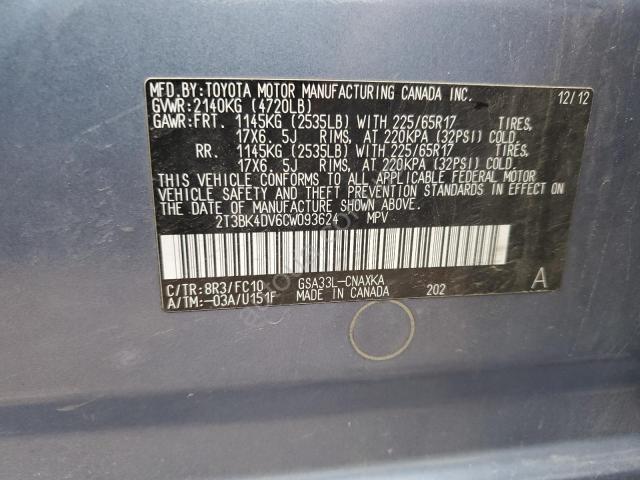 MFD.BY:TOYOTA MOTOR MANUFACTURING CANADA INC. 12/12
GVWR:2140KG (4720LB)
GAWR:FRT. 1145KG (2535LB) WITH 225/65R17 TIRES,
17X6.5J RIMS, AT 220KPA (32PSI) COLD.
RR. 1145KG (2535LB) WITH 225/65R17 TIRES,
17X6.5J RIMS, AT 220KPA (32PSI) COLD.
THIS VEHICLE CONFORMS TO ALL APPLICABLE FEDERAL MOTOR
VEHICLE SAFETY AND THEFT PREVENTION STANDARDS IN EFFECT ON
THE DATE OF MANUFACTURE SHOWN ABOVE.
2T3BK4DV6CW093624 MPV
C/TR:8R3/FC10 GSA33L-CNAXKA A
A/TM:-03A/U151F MADE IN CANADA 202